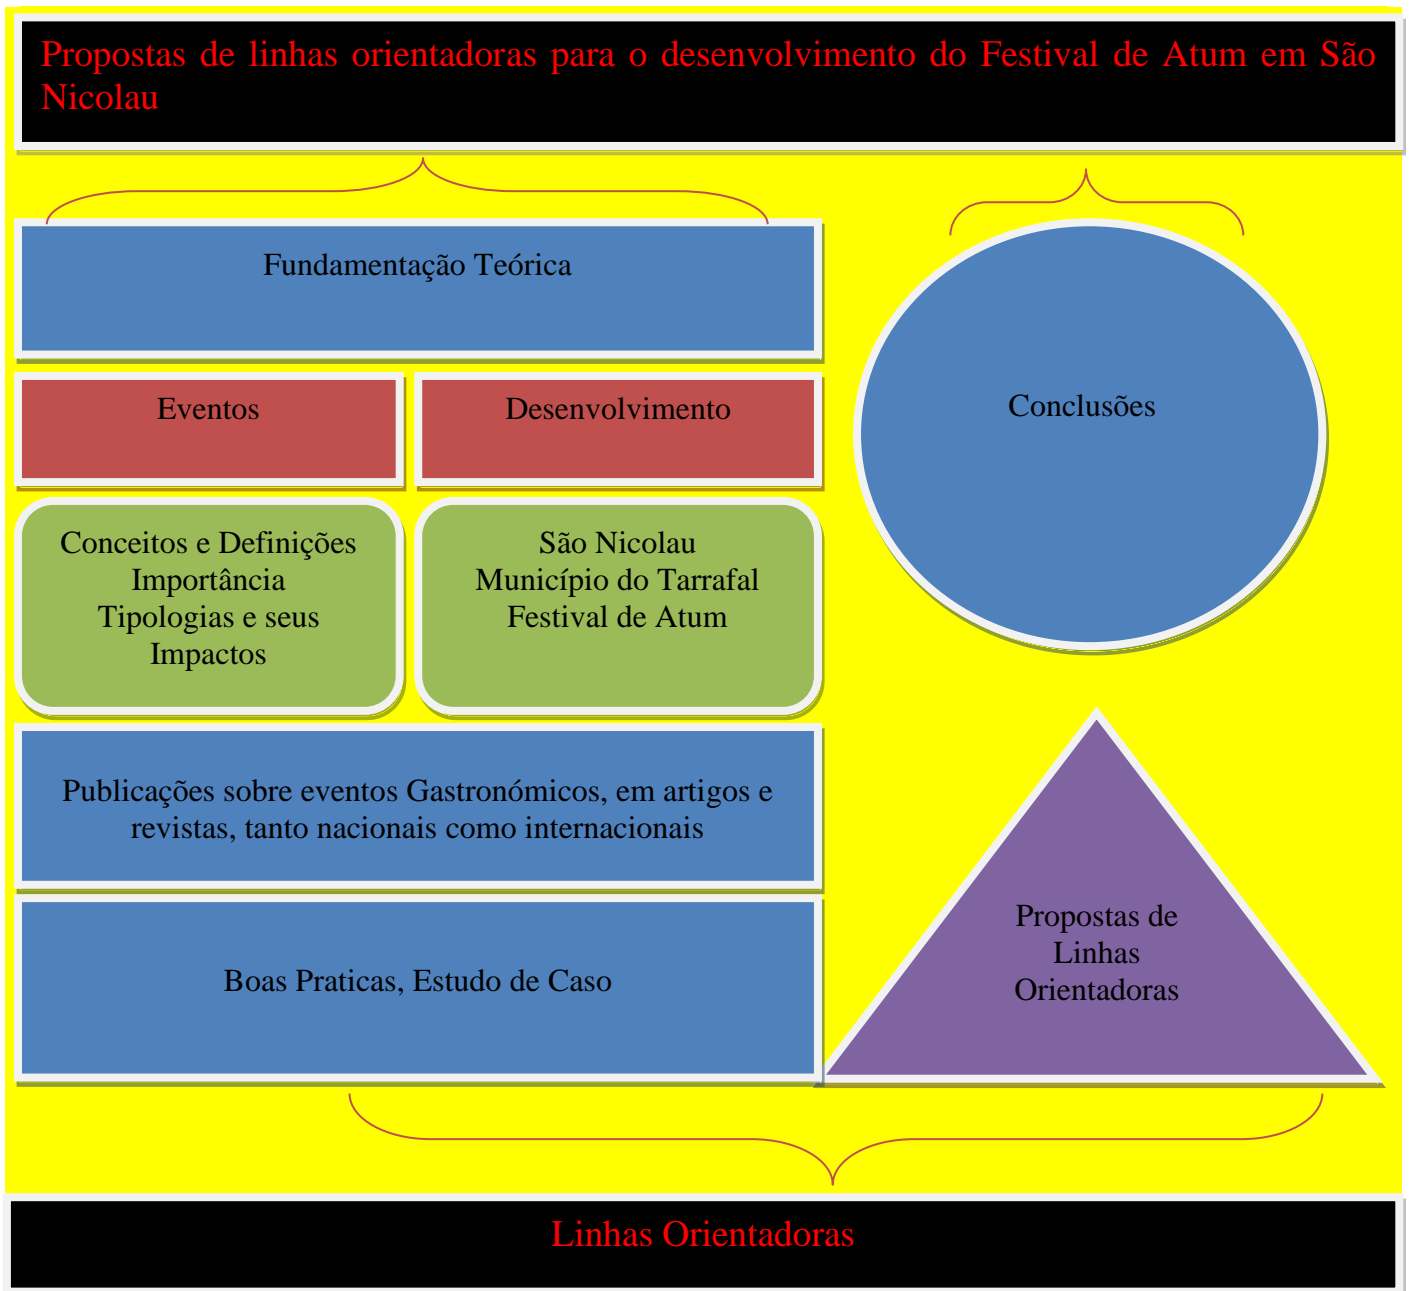 Propostas de linhas orientadoras para o desenvolvimento do Festival de Atum em São
Nicolau
Fundamentação Teórica
Eventos
Desenvolvimento
Conceitos e Definições
Importância
Tipologias e seus
Impactos
São Nicolau
Município do Tarrafal
Festival de Atum
Publicações sobre eventos Gastronómicos, em artigos e
revistas, tanto nacionais como internacionais
Boas Praticas, Estudo de Caso
Conclusões
Propostas de
Linhas
Orientadoras
Linhas Orientadoras